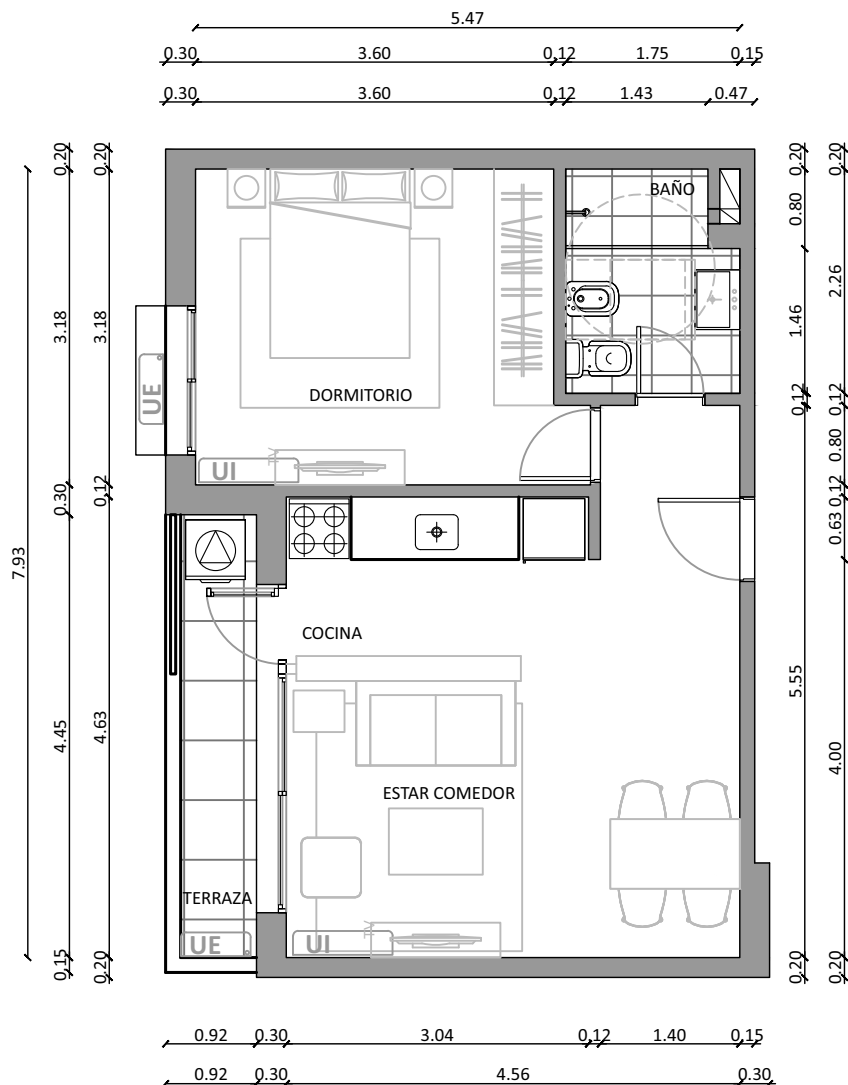 5.47
0.30 3.60 0.12 1.75 0.15
0.30 3.60 0.12 1.43 0.47
0.20 0.20 0.20 0.20
BAÑO
0.80
2.26
3.18 3.18
1.46
UE
DORMITORIO
0.12 0.12
0.80
TV
UI
0.30 0.12 0.12
0.63
7.93
COCINA
4.45 4.63
5.55
4.00
ESTAR COMEDOR
TERRAZA
TV
UE UI
0.15 0.20 0.20 0.20
0.92 0.30 3.04 0.12 1.40 0.15
0.92 0.30 4.56 0.30